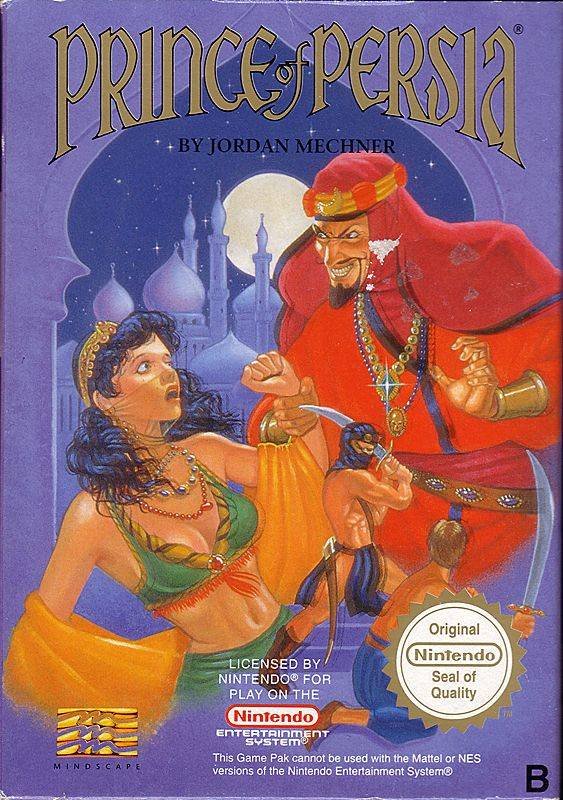 PRINCE of PERSIA®
BY JORDAN MECHNER
LICENSED BY
NINTENDO® FOR
PLAY ON THE
Nintendo
ENTERTAINMENT
SYSTEM®
Original
Nintendo
Seal of
Quality
TM
MINDSCAPE
This Game Pak cannot be used with the Mattel or NES
versions of the Nintendo Entertainment System®
B